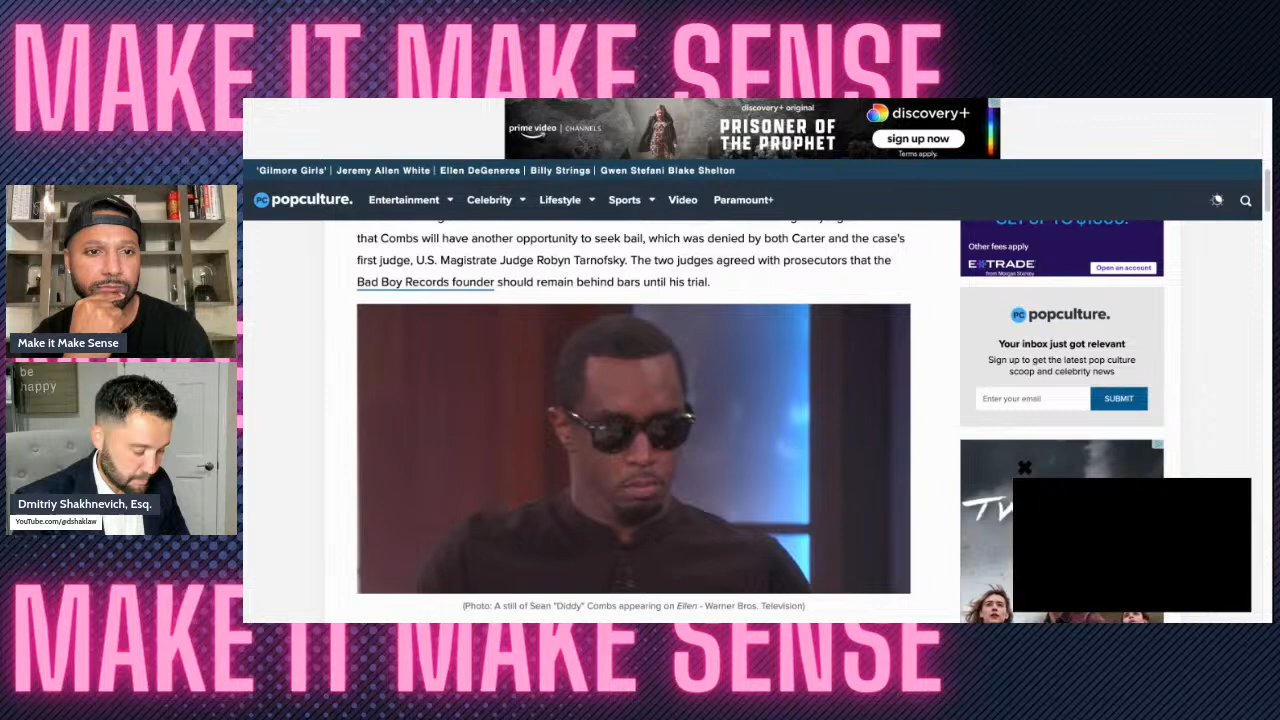 MAKE IT MAKE SENSE
discovery+ original
prime video | CHANNELS
PRISONER OF
THE PROPHET
discovery+
sign up now
Terms apply.
'Gilmore Girls' | Jeremy Allen White | Ellen DeGeneres | Billy Strings | Gwen Stefani Blake Shelton
PC popculture.
Entertainment
Celebrity
Lifestyle
Sports
Video
Paramount+
that Combs will have another opportunity to seek bail, which was denied by both Carter and the case's
first judge, U.S. Magistrate Judge Robyn Tarnofsky. The two judges agreed with prosecutors that the
Bad Boy Records founder should remain behind bars until his trial.
(Photo: A still of Sean "Diddy" Combs appearing on Ellen - Warner Bros. Television)
Other fees apply
E*TRADE
from Morgan Stanley
Open an account
PC popculture.
Your inbox just got relevant
Sign up to get the latest pop culture
scoop and celebrity news
Enter your email
SUBMIT
Make it Make Sense
be
happy
Dmitriy Shakhnevich, Esq.
YouTube.com/@dshaklaw
MAKE IT MAKE SENSE